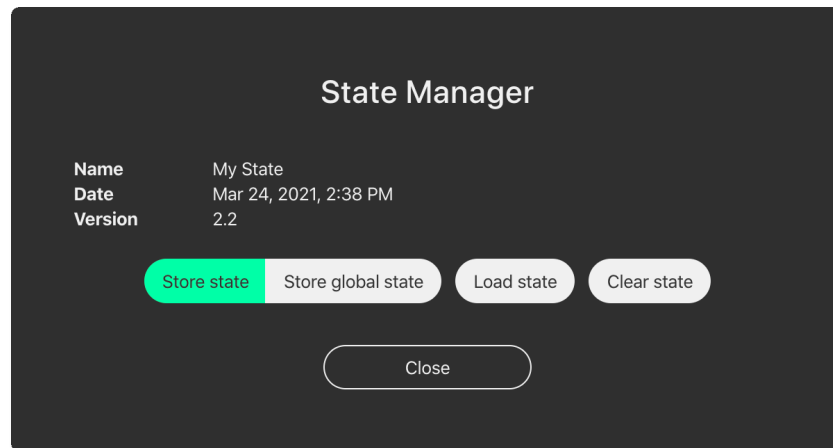 State Manager
Name My State
Date Mar 24, 2021, 2:38 PM
Version 2.2
Store state Store global state Load state Clear state
Close